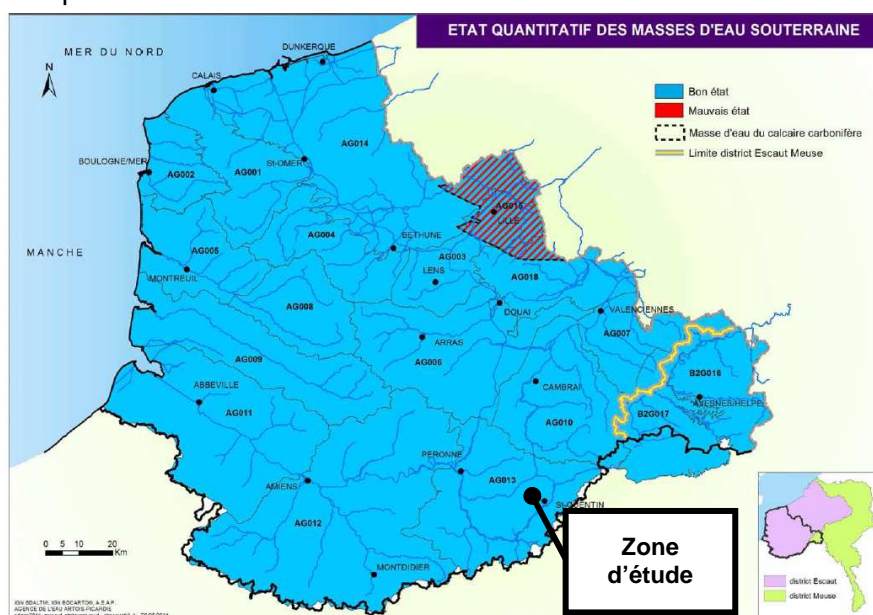 ETAT QUANTITATIF DES MASSES D'EAU SOUTERRAINE
MER DU NORD
N
DUNKERQUE
CALAIS
Bon état
Mauvais état
Masse d'eau du calcaire carbonifère
Limite district Escaut Meuse
AG014
BOULOGNE/MER
AG002
AG001
St-OMER
AG015
LILLE
AG004
BETHUNE
MANCHE
AG005
AG003
MONTREUIL
LENS
AG018
AG008
DOUAI
VALENCIENNES
ARRAS
AG007
AG006
AG009
B2G016
ABBEVILLE
CAMBRAI
AVESNES/HELPE
AG011
AG010
B2G017
PERONNE
AMIENS
AG013
St-QUENTIN
AG012
Zone
d'étude
0 5 10 20
Km
MONTDIDIER
AGENCE DE L'EAU ARTOIS-PICARDIE
district Escaut
district Meuse